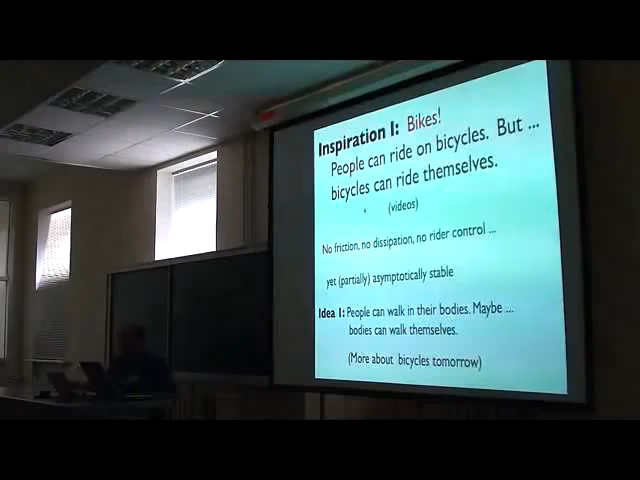 Inspiration I: Bikes!
People can ride on bicycles. But ...
bicycles can ride themselves.
(videos)
No friction, no dissipation, no rider control ...
yet (partially) asymptotically stable
Idea I: People can walk in their bodies. Maybe ...
bodies can walk themselves.
(More about bicycles tomorrow)